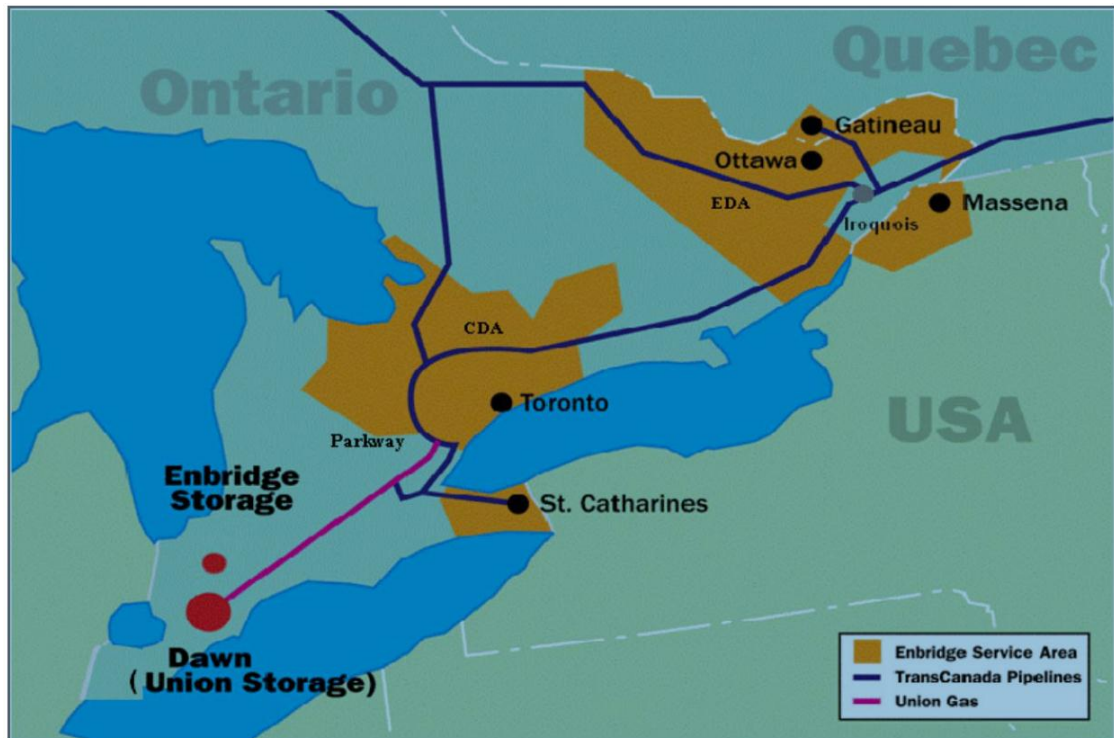 Ontario
Quebec
Gatineau
Ottawa
EDA
Massena
Iroquois
CDA
Toronto
USA
Parkway
Enbridge
Storage
St. Catharines
Dawn
( Union Storage)
Enbridge Service Area
TransCanada Pipelines
Union Gas